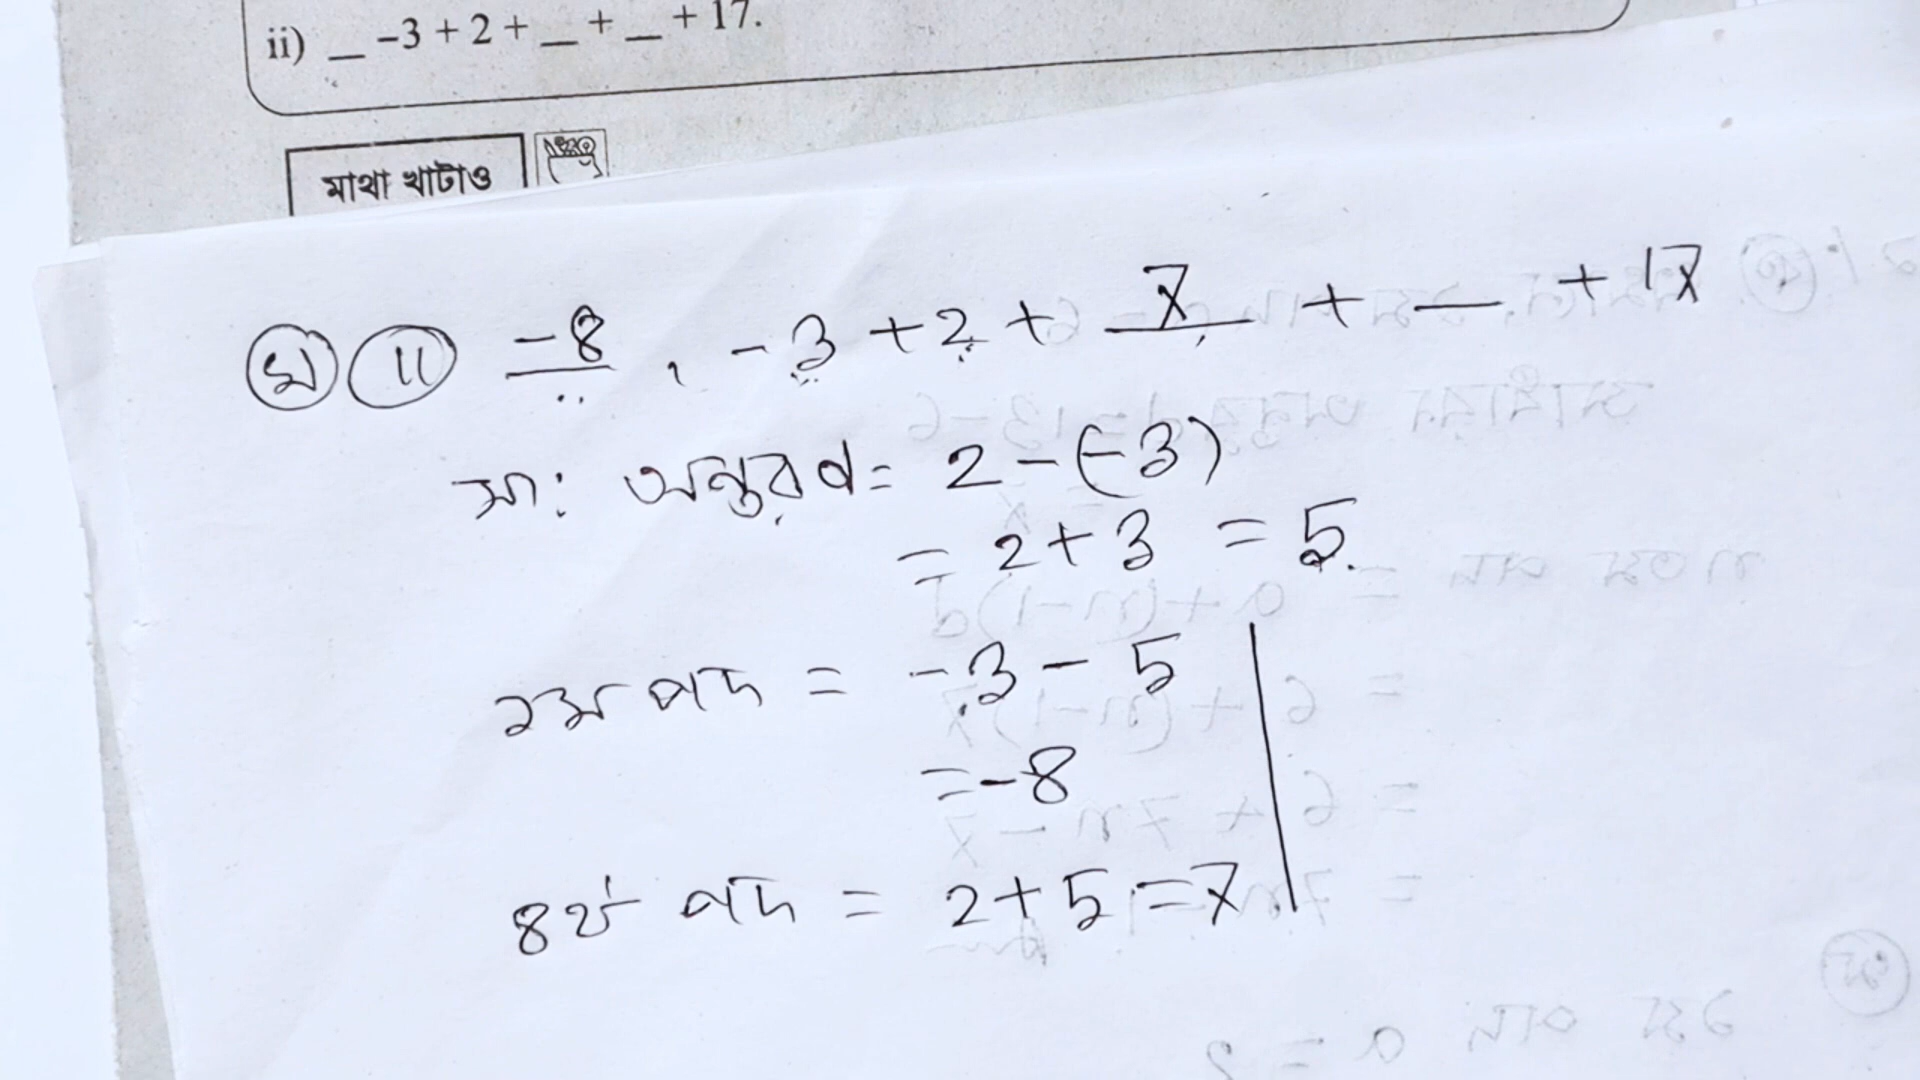 ii) _ -3 + 2 + _ + _ + 17.
মাথা খাটাও
ঘ ii -8 , -3 + 2 + 7 + _ + 17
সা: অন্তর d = 2 - (-3)
= 2 + 3 = 5.
১ম পদ = -3 - 5
= -8
৪র্থ পদ = 2 + 5 = 7